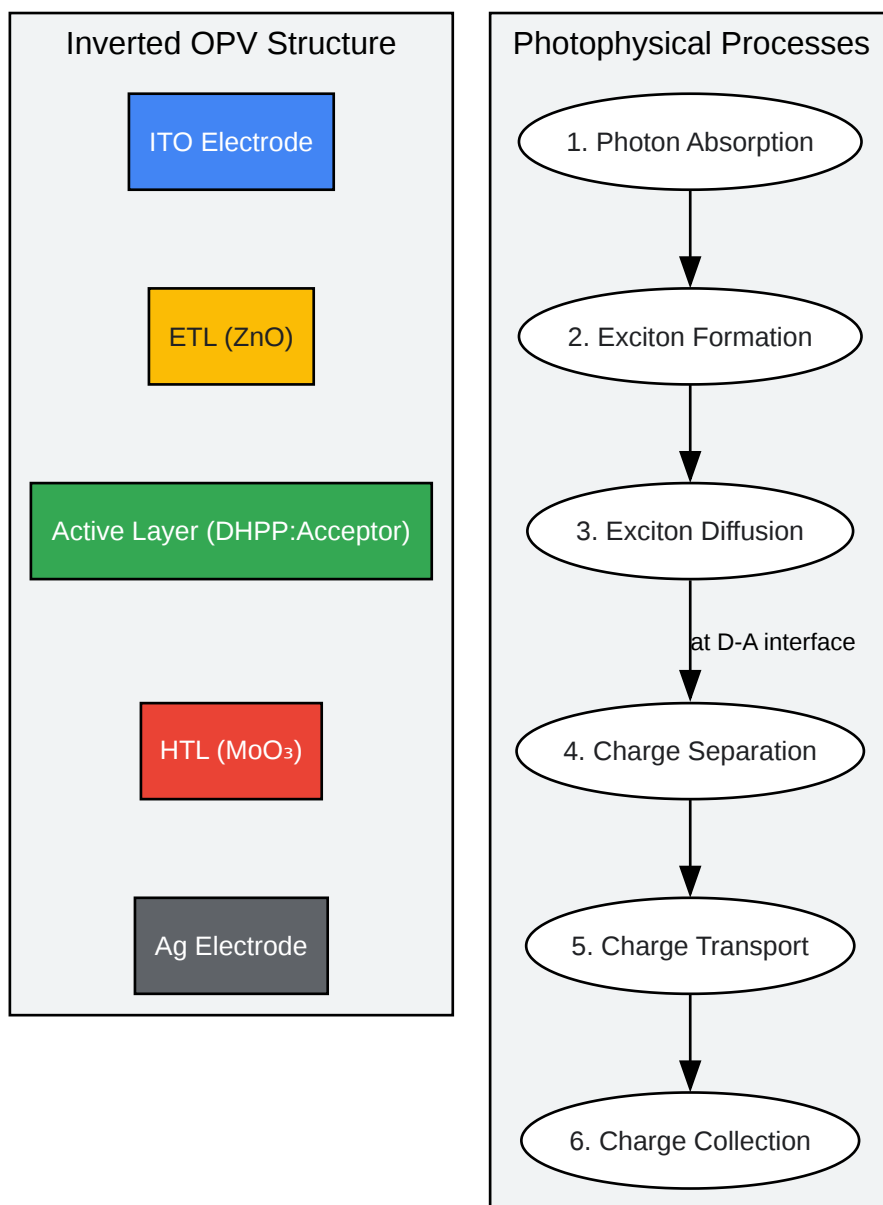 Inverted OPV Structure
ITO Electrode
ETL (ZnO)
Active Layer (DHPP:Acceptor)
HTL (MoO₃)
Ag Electrode
Photophysical Processes
1. Photon Absorption
2. Exciton Formation
3. Exciton Diffusion
at D-A interface
4. Charge Separation
5. Charge Transport
6. Charge Collection